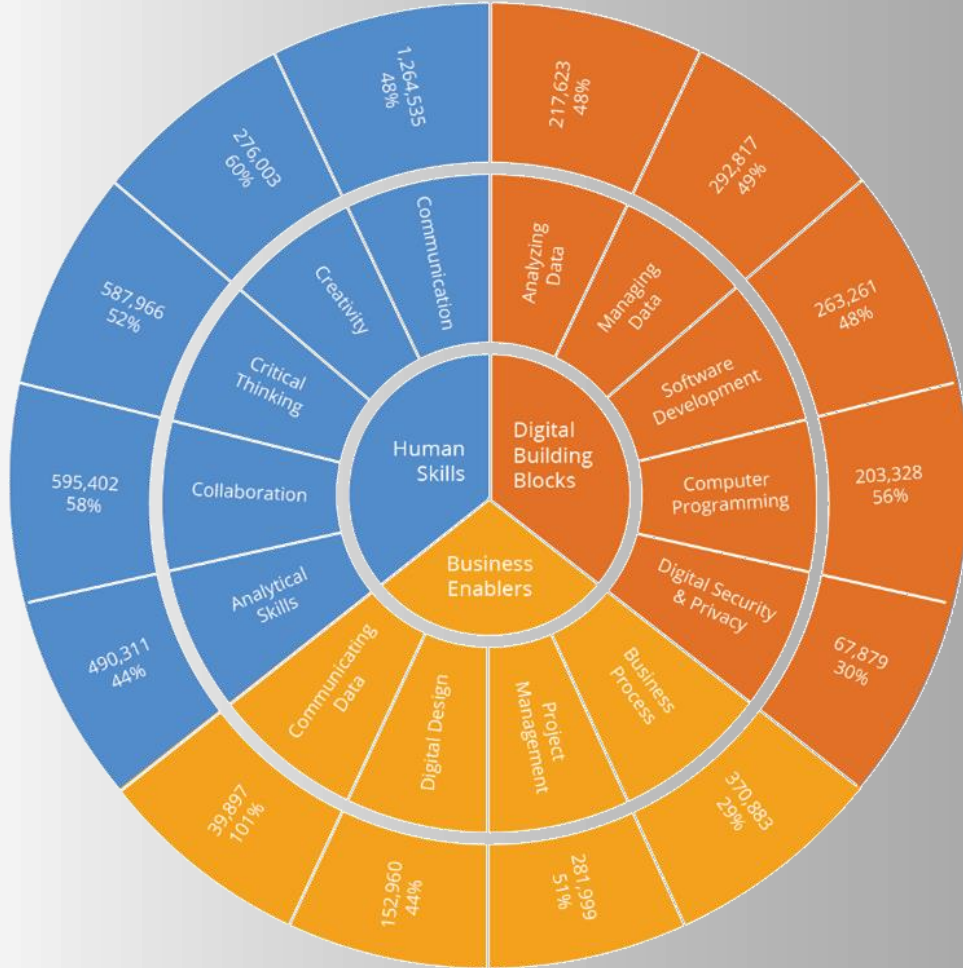 Human
Skills
Digital
Building
Blocks
Business
Enablers
Communication
1,264,535
48%
Analyzing
Data
217,623
48%
Managing
Data
292,817
49%
Software
Development
263,261
48%
Computer
Programming
203,328
56%
Digital Security
& Privacy
67,879
30%
Business
Process
370,883
29%
Project
Management
281,999
51%
Digital Design
152,960
44%
Communicating
Data
39,897
101%
Analytical
Skills
490,311
44%
Collaboration
595,402
58%
Critical
Thinking
587,966
52%
Creativity
276,003
60%